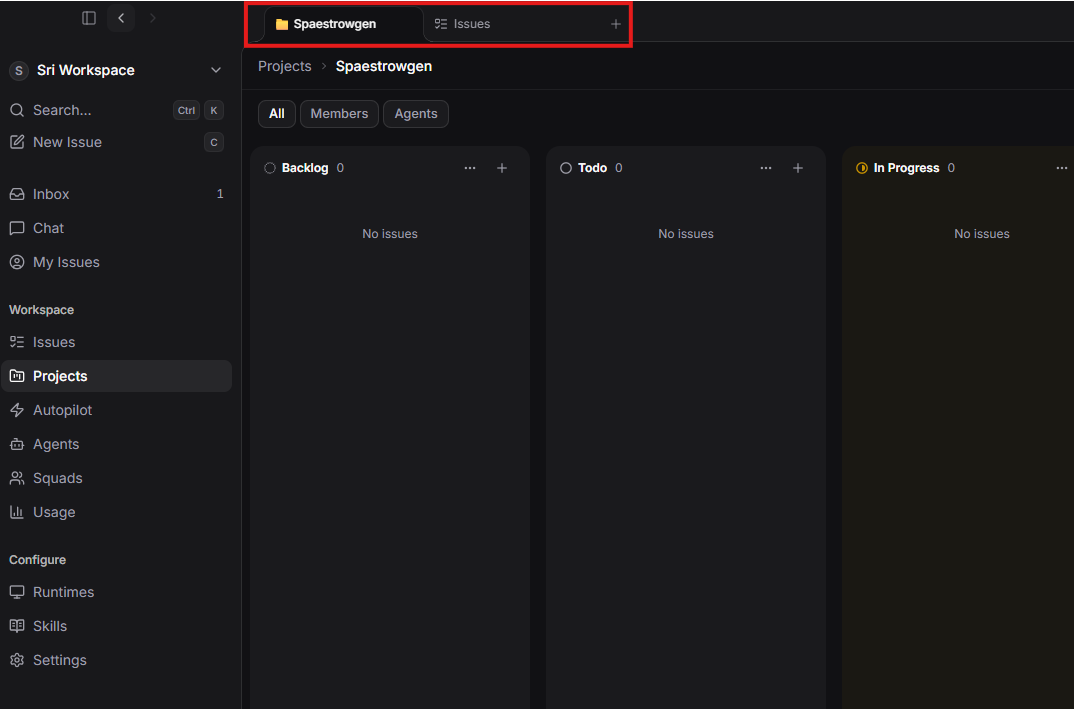 Spaestrowgen
Issues
S Sri Workspace
Projects > Spaestrowgen
Search... Ctrl K
New Issue C
All
Members
Agents
Inbox 1
Chat
My Issues
Backlog 0
Todo 0
In Progress 0
No issues
No issues
No issues
Workspace
Issues
Projects
Autopilot
Agents
Squads
Usage
Configure
Runtimes
Skills
Settings